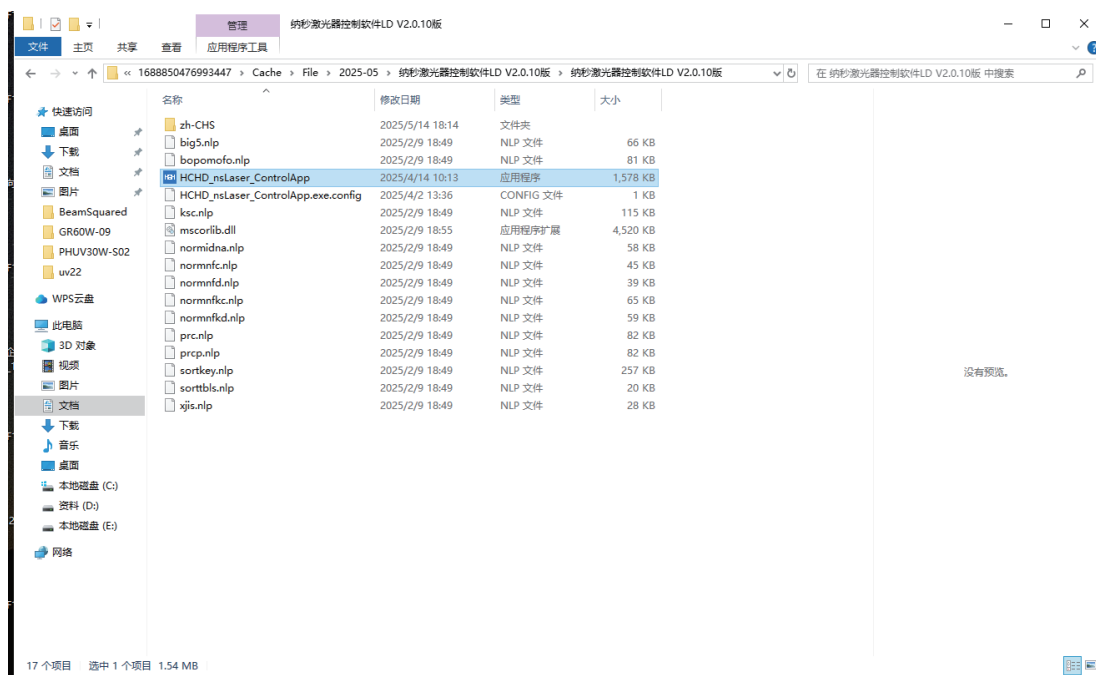 管理 纳秒激光器控制软件LD V2.0.10版
文件 主页 共享 查看 应用程序工具
« 1688850476993447 › Cache › File › 2025-05 › 纳秒激光器控制软件LD V2.0.10版 › 纳秒激光器控制软件LD V2.0.10版 在 纳秒激光器控制软件LD V2.0.10版 中搜索
快速访问
桌面
下载
文档
图片
BeamSquared
GR60W-09
PHUV30W-S02
uv22
WPS云盘
此电脑
3D 对象
视频
图片
文档
下载
音乐
桌面
本地磁盘 (C:)
资料 (D:)
本地磁盘 (E:)
网络
名称 修改日期 类型 大小
zh-CHS 2025/5/14 18:14 文件夹
big5.nlp 2025/2/9 18:49 NLP 文件 66 KB
bopomofo.nlp 2025/2/9 18:49 NLP 文件 81 KB
HCHD_nsLaser_ControlApp 2025/4/14 10:13 应用程序 1,578 KB
HCHD_nsLaser_ControlApp.exe.config 2025/4/2 13:36 CONFIG 文件 1 KB
ksc.nlp 2025/2/9 18:49 NLP 文件 115 KB
mscorlib.dll 2025/2/9 18:55 应用程序扩展 4,520 KB
normidna.nlp 2025/2/9 18:49 NLP 文件 58 KB
normnfc.nlp 2025/2/9 18:49 NLP 文件 45 KB
normnfd.nlp 2025/2/9 18:49 NLP 文件 39 KB
normnfkc.nlp 2025/2/9 18:49 NLP 文件 65 KB
normnfkd.nlp 2025/2/9 18:49 NLP 文件 59 KB
prc.nlp 2025/2/9 18:49 NLP 文件 82 KB
prcp.nlp 2025/2/9 18:49 NLP 文件 82 KB
sortkey.nlp 2025/2/9 18:49 NLP 文件 257 KB
sorttbls.nlp 2025/2/9 18:49 NLP 文件 20 KB
xjis.nlp 2025/2/9 18:49 NLP 文件 28 KB
没有预览。
17 个项目 选中 1 个项目 1.54 MB